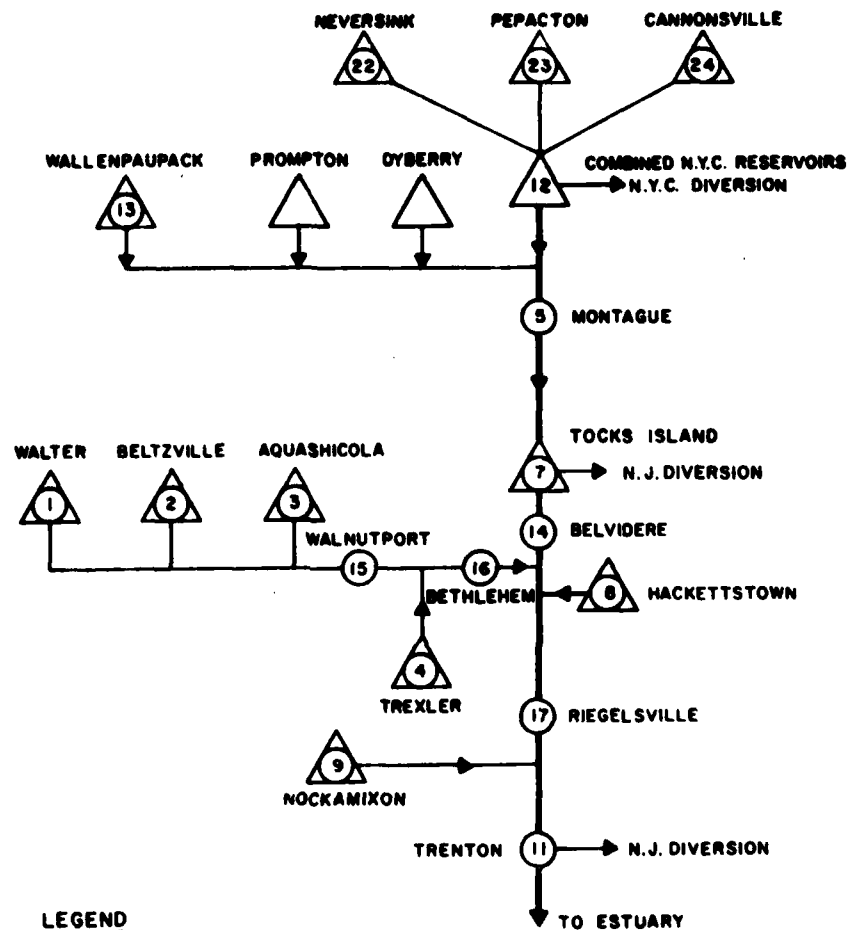 NEVERSINK PEPACTON CANNONSVILLE
22 23 24
WALLENPAUPACK PROMPTON DYBERRY COMBINED N.Y.C. RESERVOIRS
13 12 N.Y.C. DIVERSION
5 MONTAGUE
TOCKS ISLAND
WALTER BELTZVILLE AQUASHICOLA
1 2 3 7 N.J. DIVERSION
WALNUTPORT 14 BELVIDERE
15 16
BETHLEHEM 8 HACKETTSTOWN
4
TREXLER 17 RIEGELSVILLE
9
NOCKAMIXON
TRENTON 11 N.J. DIVERSION
LEGEND TO ESTUARY